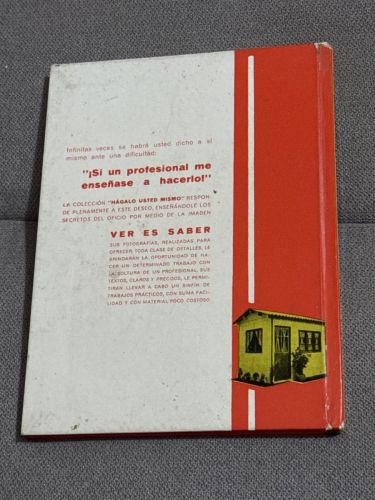 Infinitas veces se habrá usted dicho a sí
mismo ante una dificultad:
"¡Si un profesional me
enseñase a hacerlo!"
LA COLECCIÓN "HÁGALO USTED MISMO" RESPON-
DE PLENAMENTE A ESTE DESEO, ENSEÑÁNDOLE LOS
SECRETOS DEL OFICIO POR MEDIO DE LA IMAGEN
VER ES SABER
SUS FOTOGRAFÍAS, REALIZADAS PARA
OFRECER TODA CLASE DE DETALLES, LE
BRINDARÁN LA OPORTUNIDAD DE HA-
CER UN DETERMINADO TRABAJO CON
LA SOLTURA DE UN PROFESIONAL, SUS
TEXTOS, CLAROS Y PRECISOS, LE PERMI-
TIRÁN LLEVAR A CABO UN SINFÍN DE
TRABAJOS PRÁCTICOS, CON SUMA FACI-
LIDAD Y CON MATERIAL POCO COSTOSO.